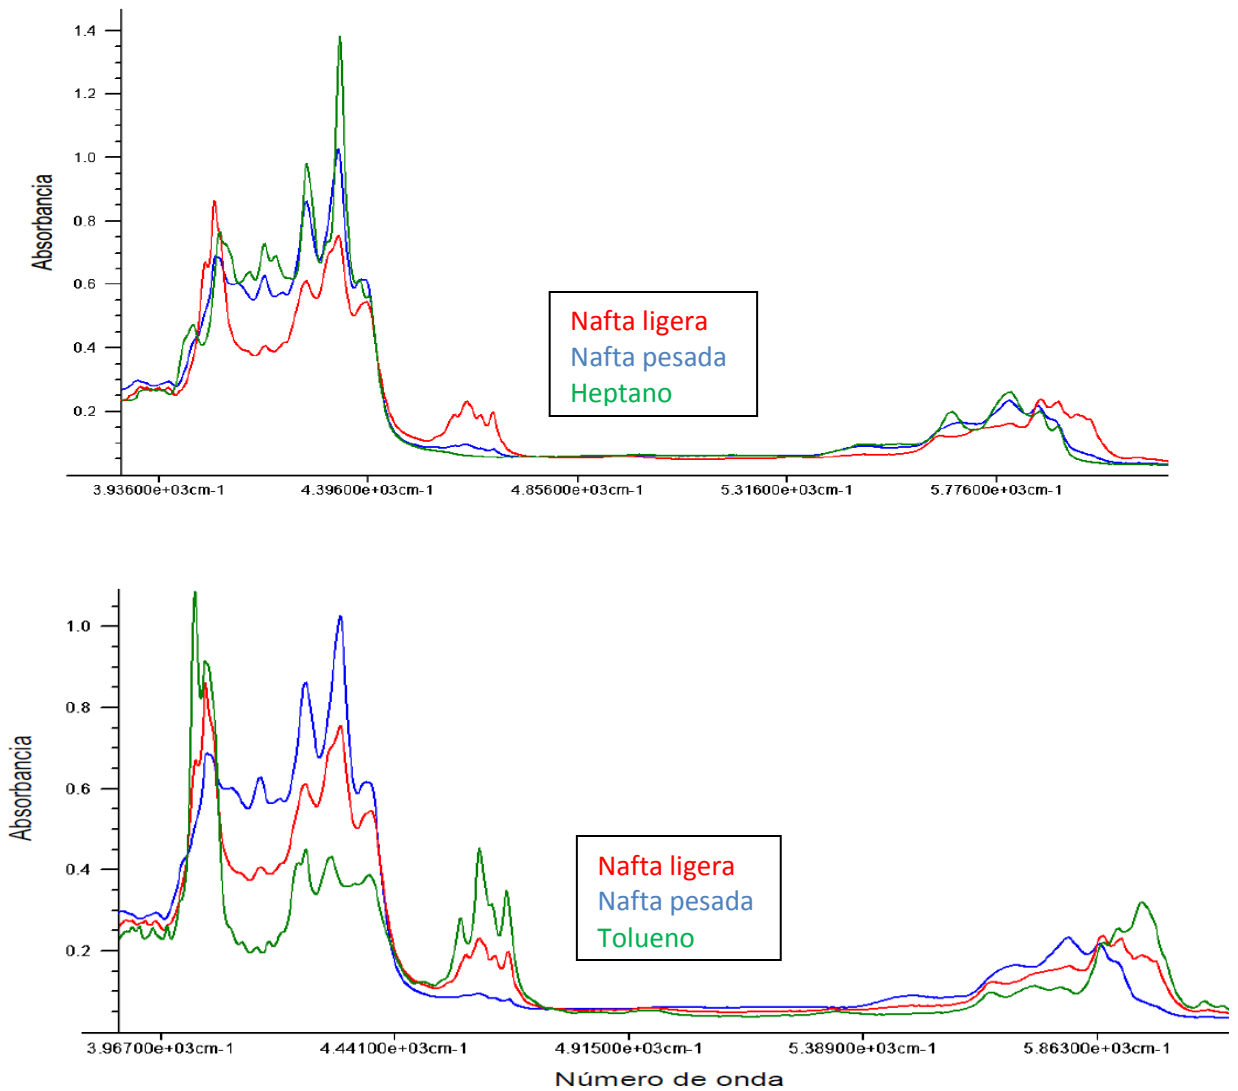 1.4
1.2
1.0
0.8
0.6
0.4
0.2
Absorbancia
Nafta ligera
Nafta pesada
Heptano
3.93600e+03cm-1 4.39600e+03cm-1 4.85600e+03cm-1 5.31600e+03cm-1 5.77600e+03cm-1
1.0
0.8
0.6
0.4
0.2
Absorbancia
Nafta ligera
Nafta pesada
Tolueno
3.96700e+03cm-1 4.44100e+03cm-1 4.91500e+03cm-1 5.38900e+03cm-1 5.86300e+03cm-1
Número de onda